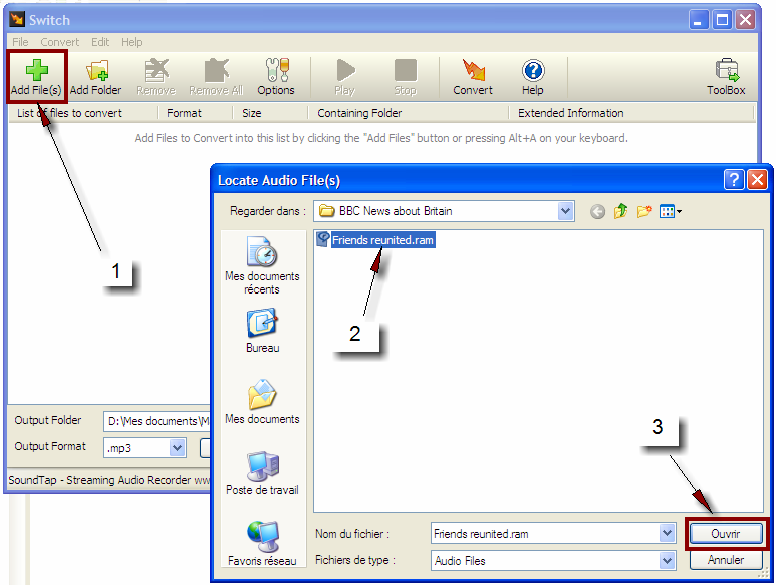 Switch
File Convert Edit Help
Add File(s) Add Folder Remove Remove All Options Play Stop Convert Help ToolBox
List of files to convert Format Size Containing Folder Extended Information
Add Files to Convert into this list by clicking the "Add Files" button or pressing Alt+A on your keyboard.
Locate Audio File(s)
Regarder dans : BBC News about Britain
Friends reunited.ram
Mes documents
récents
Bureau
Mes documents
Poste de travail
Favoris réseau
1
2
3
Nom du fichier : Friends reunited.ram Ouvrir
Fichiers de type : Audio Files Annuler
Output Folder D:\Mes documents\M
Output Format .mp3
SoundTap - Streaming Audio Recorder www